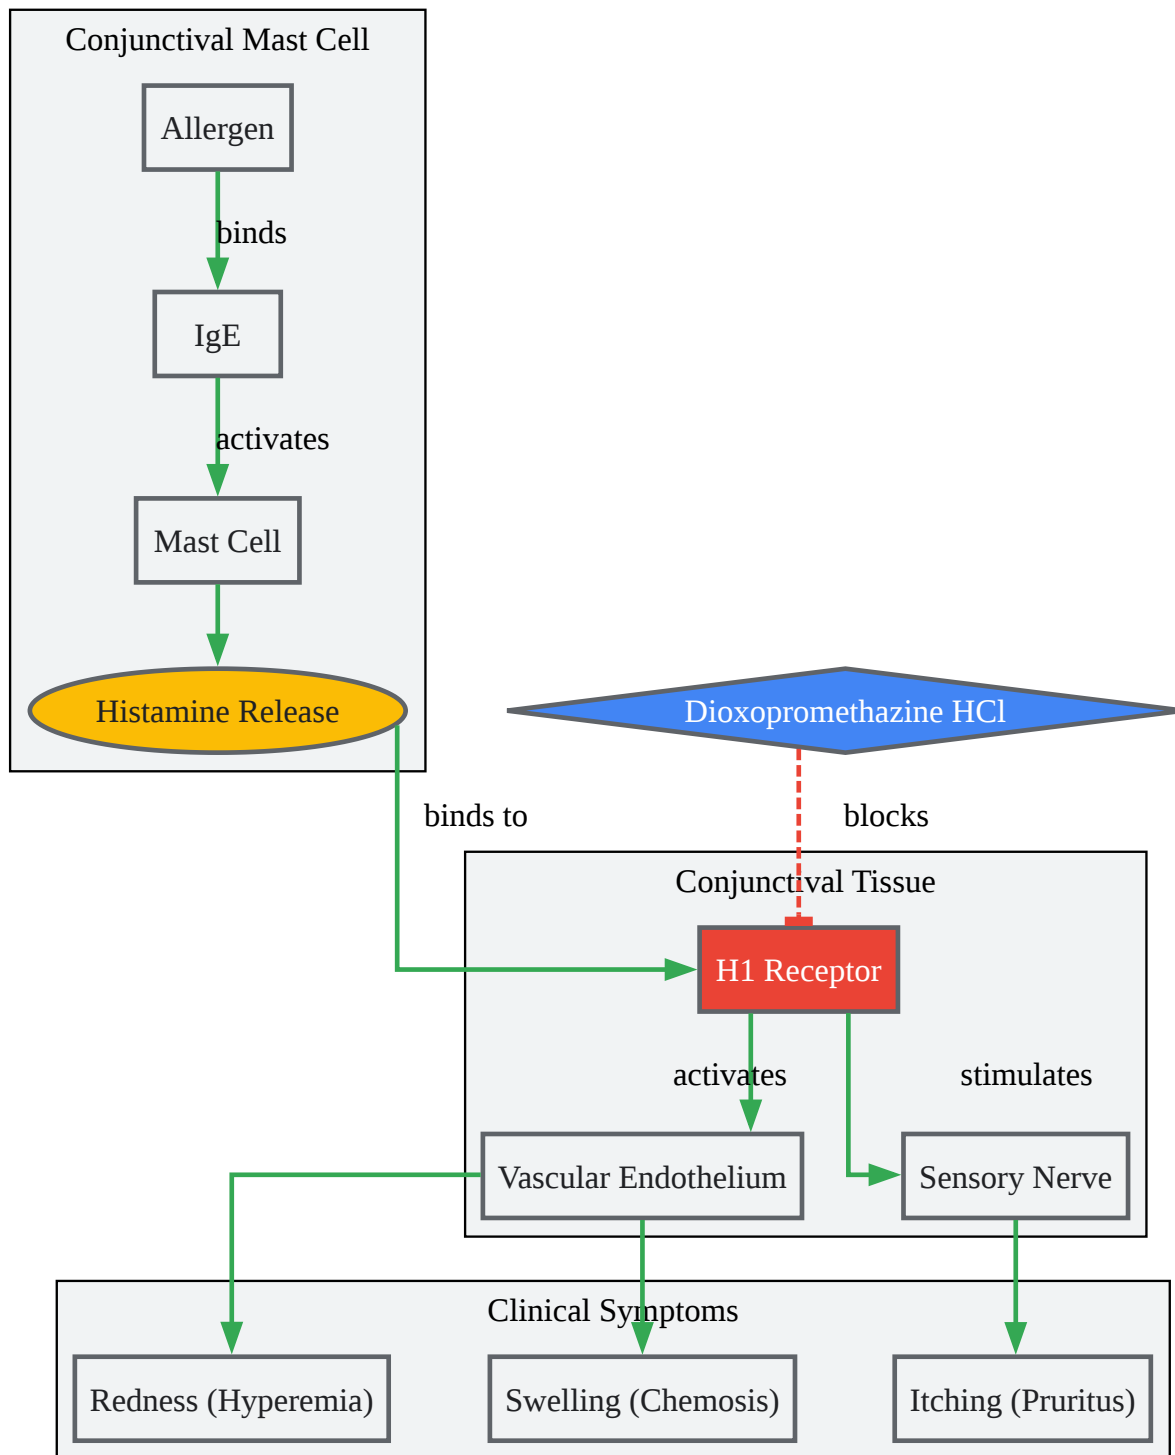 Conjunctival Mast Cell
Allergen
binds
IgE
activates
Mast Cell
Histamine Release
Dioxopromethazine HCl
binds to
blocks
Conjunctival Tissue
H1 Receptor
activates
stimulates
Vascular Endothelium
Sensory Nerve
Clinical Symptoms
Redness (Hyperemia)
Swelling (Chemosis)
Itching (Pruritus)